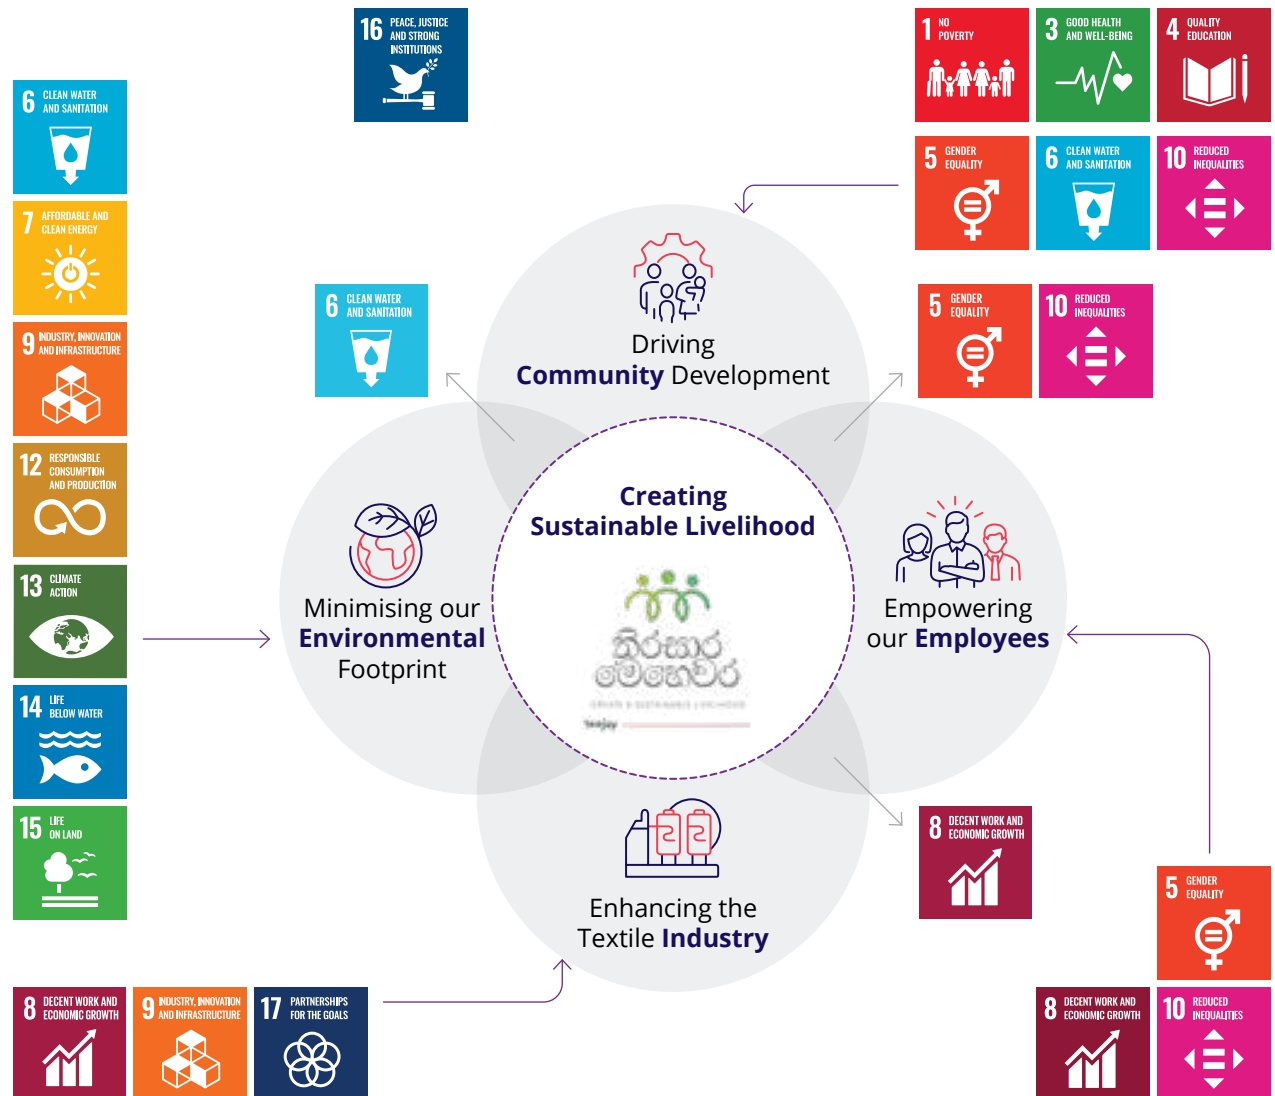 16 PEACE, JUSTICE
AND STRONG
INSTITUTIONS
1 NO
POVERTY
3 GOOD HEALTH
AND WELL-BEING
4 QUALITY
EDUCATION
5 GENDER
EQUALITY
6 CLEAN WATER
AND SANITATION
10 REDUCED
INEQUALITIES
6 CLEAN WATER
AND SANITATION
7 AFFORDABLE AND
CLEAN ENERGY
9 INDUSTRY, INNOVATION
AND INFRASTRUCTURE
12 RESPONSIBLE
CONSUMPTION
AND PRODUCTION
13 CLIMATE
ACTION
14 LIFE
BELOW WATER
15 LIFE
ON LAND
6 CLEAN WATER
AND SANITATION
5 GENDER
EQUALITY
10 REDUCED
INEQUALITIES
Driving
Community Development
Creating
Sustainable Livelihood
තිරසාර
මෙහෙවර
CREATE A SUSTAINABLE LIVELIHOOD
teejay
Minimising our
Environmental
Footprint
Empowering
our Employees
Enhancing the
Textile Industry
8 DECENT WORK AND
ECONOMIC GROWTH
5 GENDER
EQUALITY
8 DECENT WORK AND
ECONOMIC GROWTH
9 INDUSTRY, INNOVATION
AND INFRASTRUCTURE
17 PARTNERSHIPS
FOR THE GOALS
8 DECENT WORK AND
ECONOMIC GROWTH
10 REDUCED
INEQUALITIES